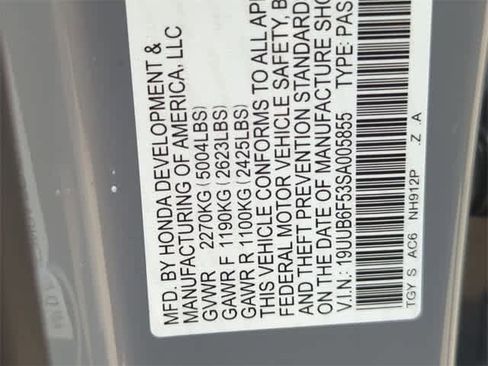 MFD. BY HONDA DEVELOPMENT &
MANUFACTURING OF AMERICA, LLC
GVWR 2270KG (5004LBS)
GAWR F 1190KG (2623LBS)
GAWR R 1100KG (2425LBS)
THIS VEHICLE CONFORMS TO ALL APP
FEDERAL MOTOR VEHICLE SAFETY, B
AND THEFT PREVENTION STANDARD
ON THE DATE OF MANUFACTURE SHO
V.I.N.: 19UUB6F53SA005855 TYPE: PAS
TGY S AC6 NH912P .Z A